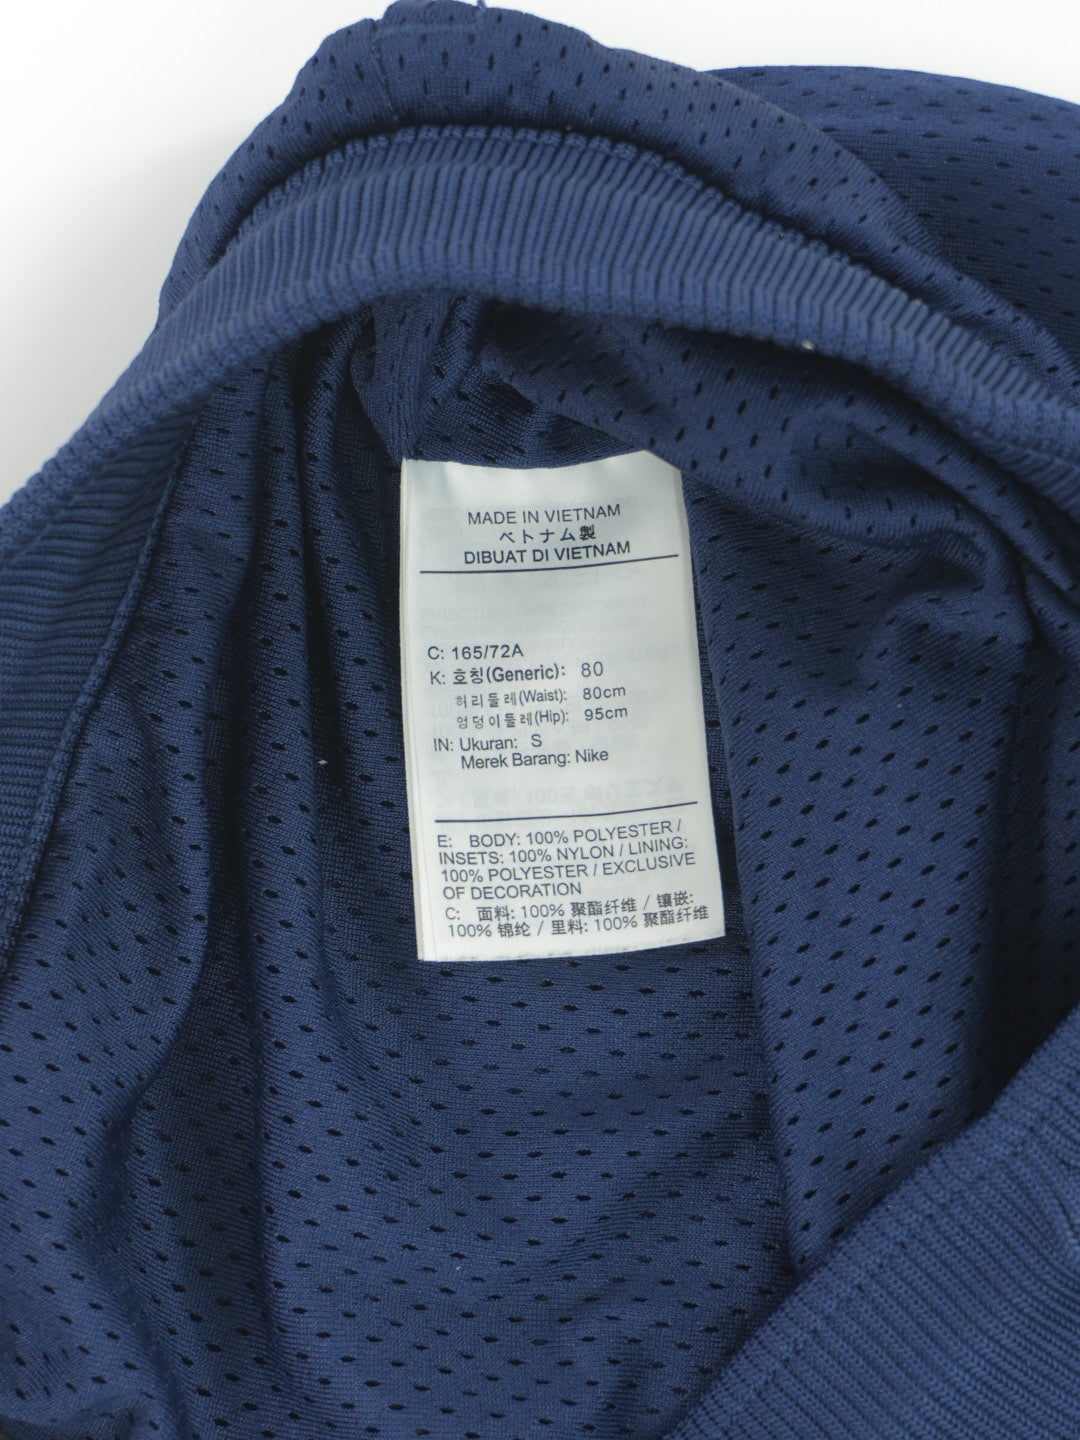 MADE IN VIETNAM
ベトナム製
DIBUAT DI VIETNAM
C: 165/72A
K: 호칭(Generic): 80
허리둘레(Waist): 80cm
엉덩이둘레(Hip): 95cm
IN: Ukuran: S
Merek Barang: Nike
E: BODY: 100% POLYESTER /
INSETS: 100% NYLON / LINING:
100% POLYESTER / EXCLUSIVE
OF DECORATION
C: 面料: 100% 聚酯纤维 / 镶嵌:
100% 锦纶 / 里料: 100% 聚酯纤维